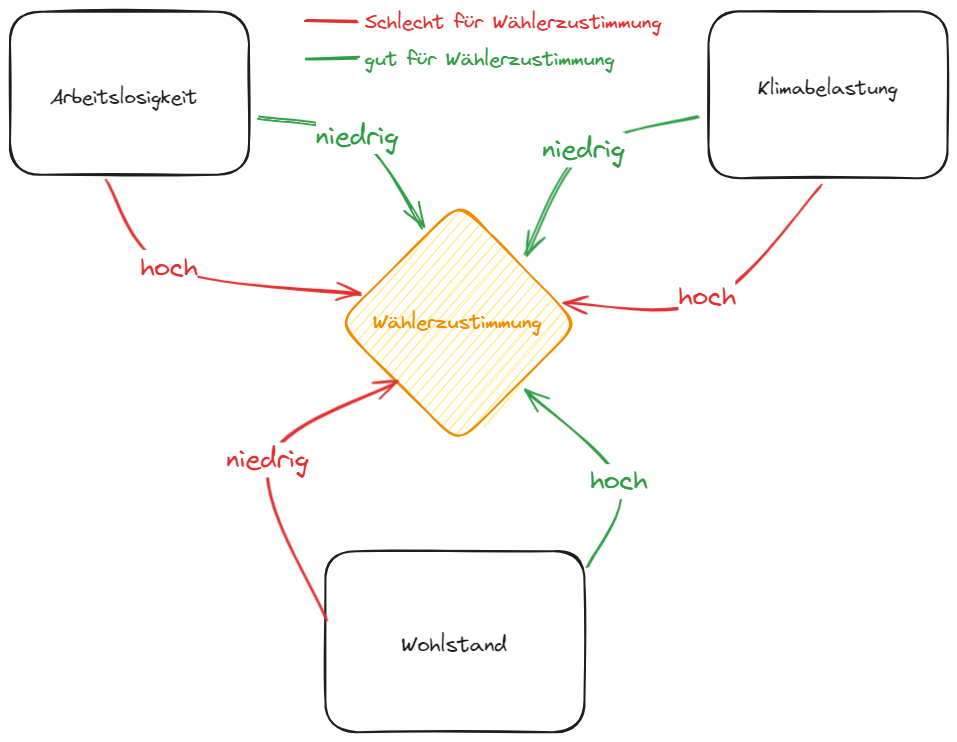 Schlecht für Wählerzustimmung
gut für Wählerzustimmung
Arbeitslosigkeit
Klimabelastung
niedrig
niedrig
hoch
hoch
Wählerzustimmung
niedrig
hoch
Wohlstand